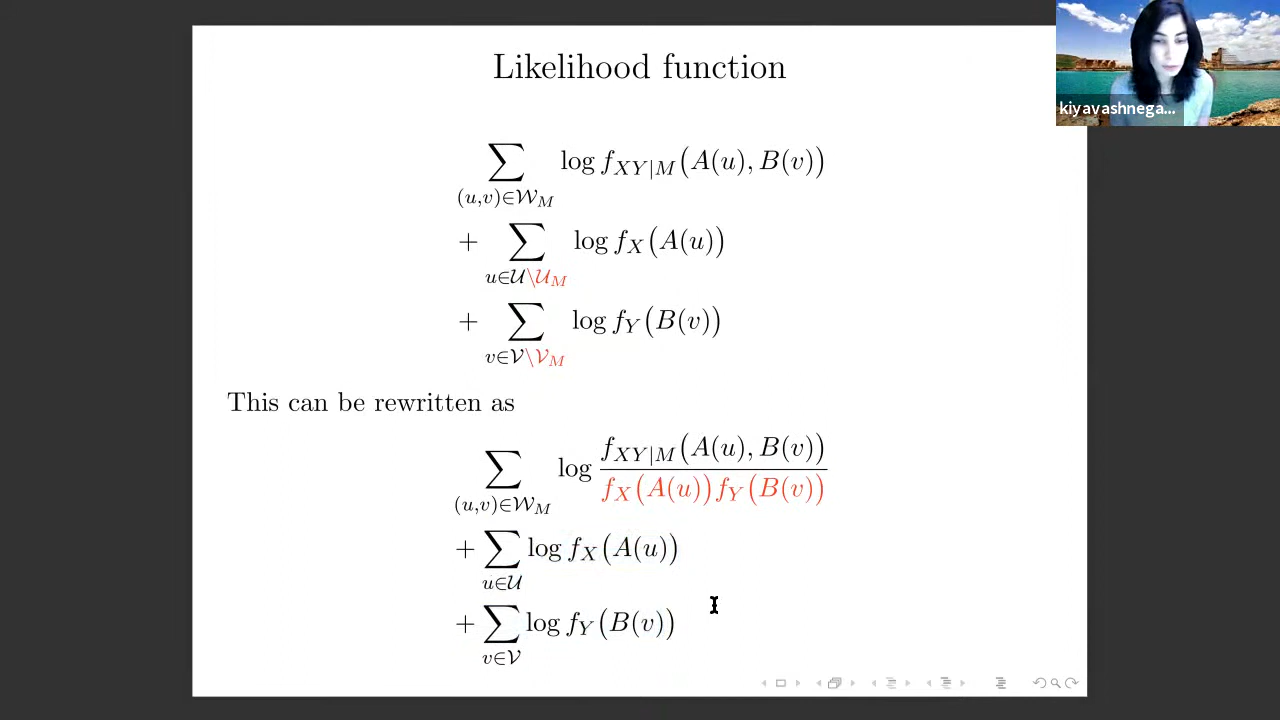 Likelihood function
∑_{(u,v)∈𝒲_M} log f_{XY|M}(A(u), B(v))
+ ∑_{u∈𝒰\𝒰_M} log f_X(A(u))
+ ∑_{v∈𝒱\𝒱_M} log f_Y(B(v))
This can be rewritten as
∑_{(u,v)∈𝒲_M} log f_{XY|M}(A(u), B(v)) / f_X(A(u)) f_Y(B(v))
+ ∑_{u∈𝒰} log f_X(A(u))
+ ∑_{v∈𝒱} log f_Y(B(v))
kiyavashnega...